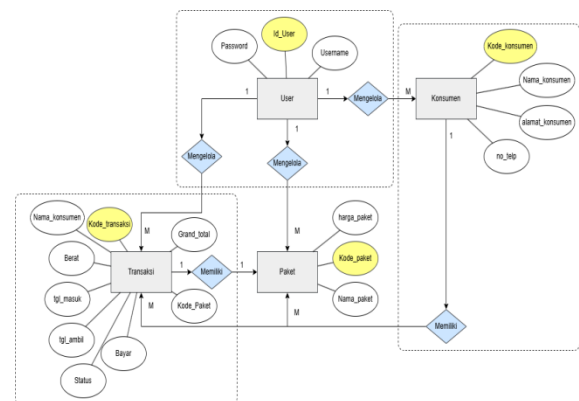 Id_User
Password
Username
Kode_konsumen
Nama_konsumen
alamat_konsumen
no_telp
User
Konsumen
Mengelola
1
M
1
1
1
Mengelola
Mengelola
M
M
Nama_konsumen
Kode_transaksi
Grand_total
Berat
tgl_masuk
tgl_ambil
Status
Bayar
Kode_Paket
Transaksi
1
Memiliki
1
Paket
harga_paket
Kode_paket
Nama_paket
M
M
Memiliki